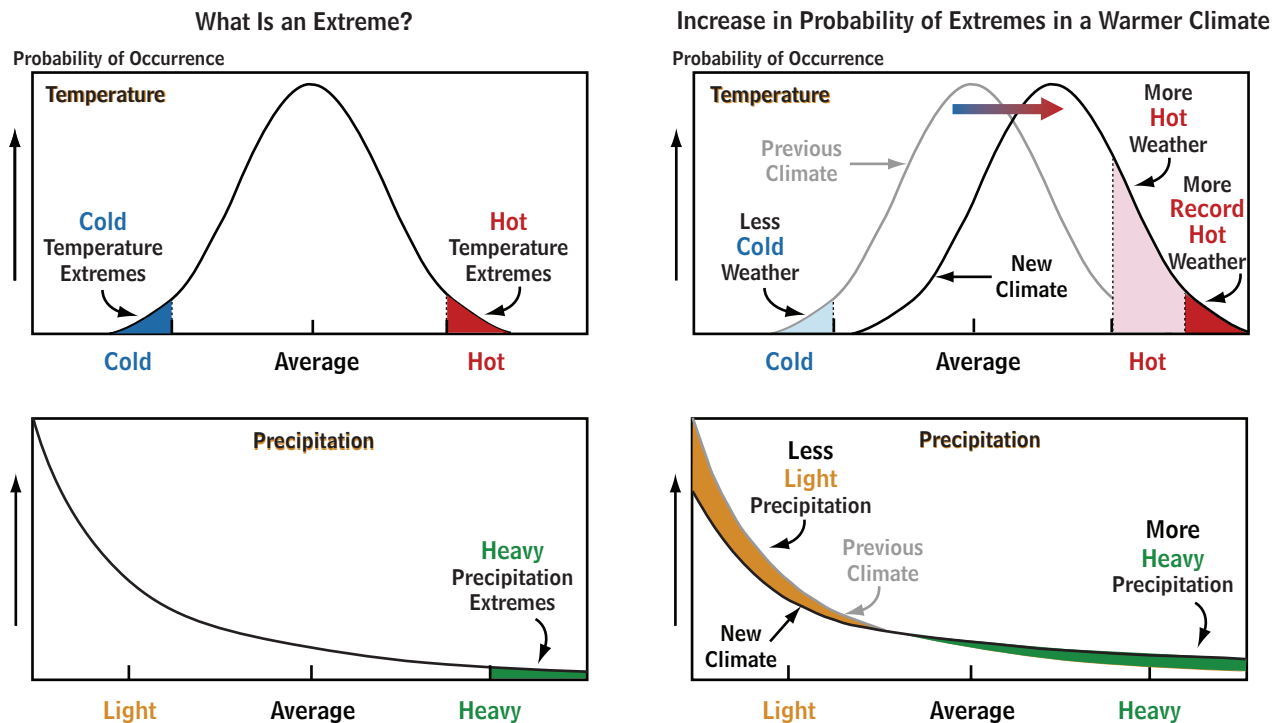 What Is an Extreme?
Probability of Occurrence
Temperature
Cold
Temperature
Extremes
Hot
Temperature
Extremes
Cold
Average
Hot
Increase in Probability of Extremes in a Warmer Climate
Probability of Occurrence
Temperature
Previous
Climate
Less
Cold
Weather
New
Climate
More
Hot
Weather
More
Record
Hot
Weather
Cold
Average
Hot
Precipitation
Heavy
Precipitation
Extremes
Light
Average
Heavy
Precipitation
Less
Light
Precipitation
Previous
Climate
New
Climate
More
Heavy
Precipitation
Light
Average
Heavy